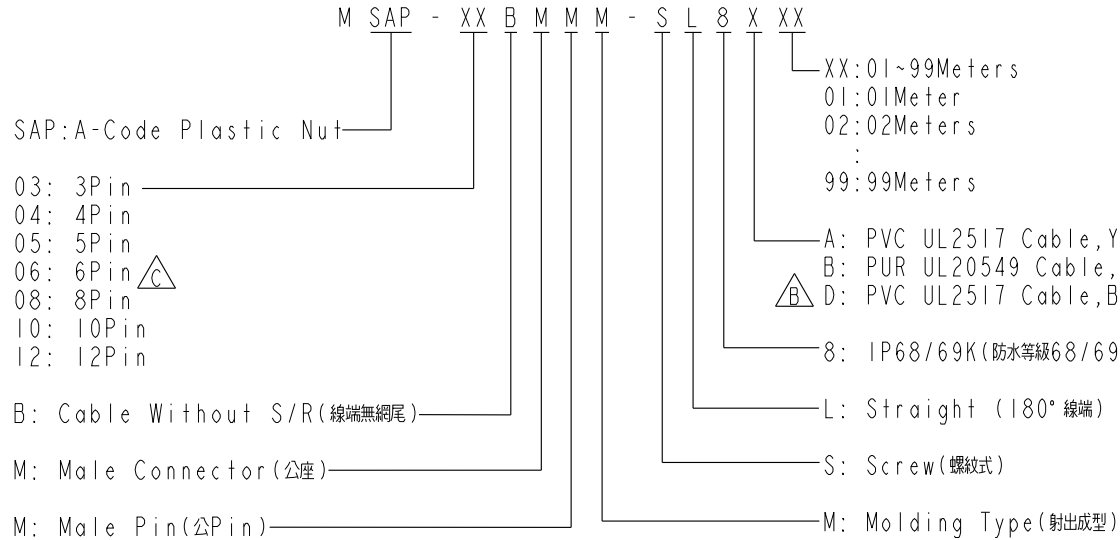 M SAP - XX B M M M - S L 8 X XX
SAP:A-Code Plastic Nut
03: 3Pin
04: 4Pin
05: 5Pin
06: 6Pin
C
08: 8Pin
10: 10Pin
12: 12Pin
B: Cable Without S/R(線端無網尾)
M: Male Connector(公座)
M: Male Pin(公Pin)
XX:01~99Meters
01:01Meter
02:02Meters
:
99:99Meters
A: PVC UL2517 Cable,Y
B: PUR UL20549 Cable,
B
D: PVC UL2517 Cable,B
8: IP68/69K(防水等級68/69
L: Straight (180° 線端)
S: Screw(螺紋式)
M: Molding Type(射出成型)